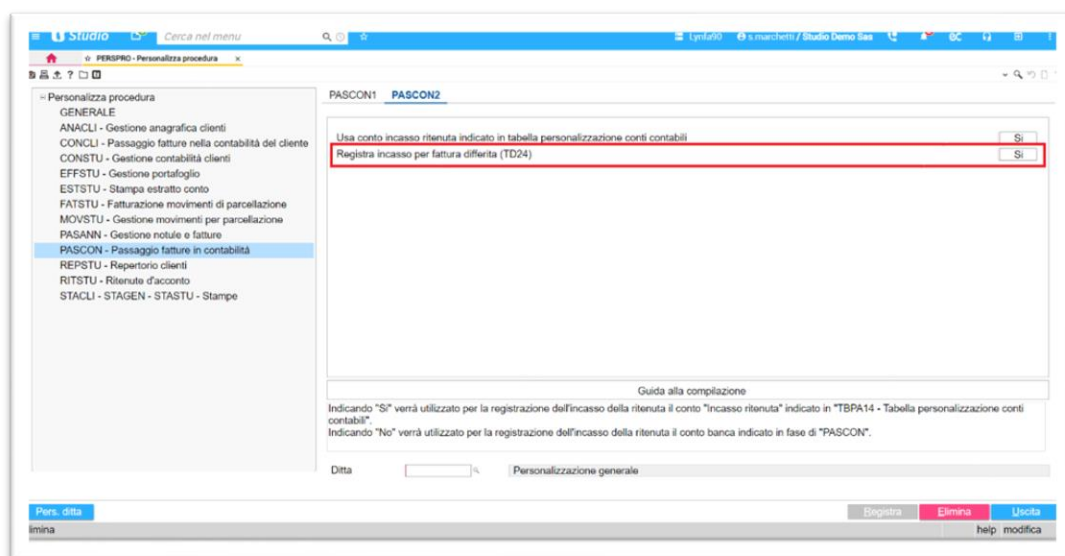 Studio Cerca nel menu Lynfa90 s.marchetti / Studio Demo Sas
PERSPRO - Personalizza procedura x
Personalizza procedura
GENERALE
ANACLI - Gestione anagrafica clienti
CONCLI - Passaggio fatture nella contabilità del cliente
CONSTU - Gestione contabilità clienti
EFFSTU - Gestione portafoglio
ESTSTU - Stampa estratto conto
FATSTU - Fatturazione movimenti di parcellazione
MOVSTU - Gestione movimenti per parcellazione
PASANN - Gestione notule e fatture
PASCON - Passaggio fatture in contabilità
REPSTU - Repertorio clienti
RITSTU - Ritenute d'acconto
STACLI - STAGEN - STASTU - Stampe
PASCON1 PASCON2
Usa conto incasso ritenuta indicato in tabella personalizzazione conti contabili Si
Registra incasso per fattura differita (TD24) Si
Guida alla compilazione
Indicando "Si" verrà utilizzato per la registrazione dell'incasso della ritenuta il conto "Incasso ritenuta" indicato in "TBPA14 - Tabella personalizzazione conti
contabili".
Indicando "No" verrà utilizzato per la registrazione dell'incasso della ritenuta il conto banca indicato in fase di "PASCON".
Ditta Personalizzazione generale
Pers. ditta Registra Elimina Uscita
limina help modifica